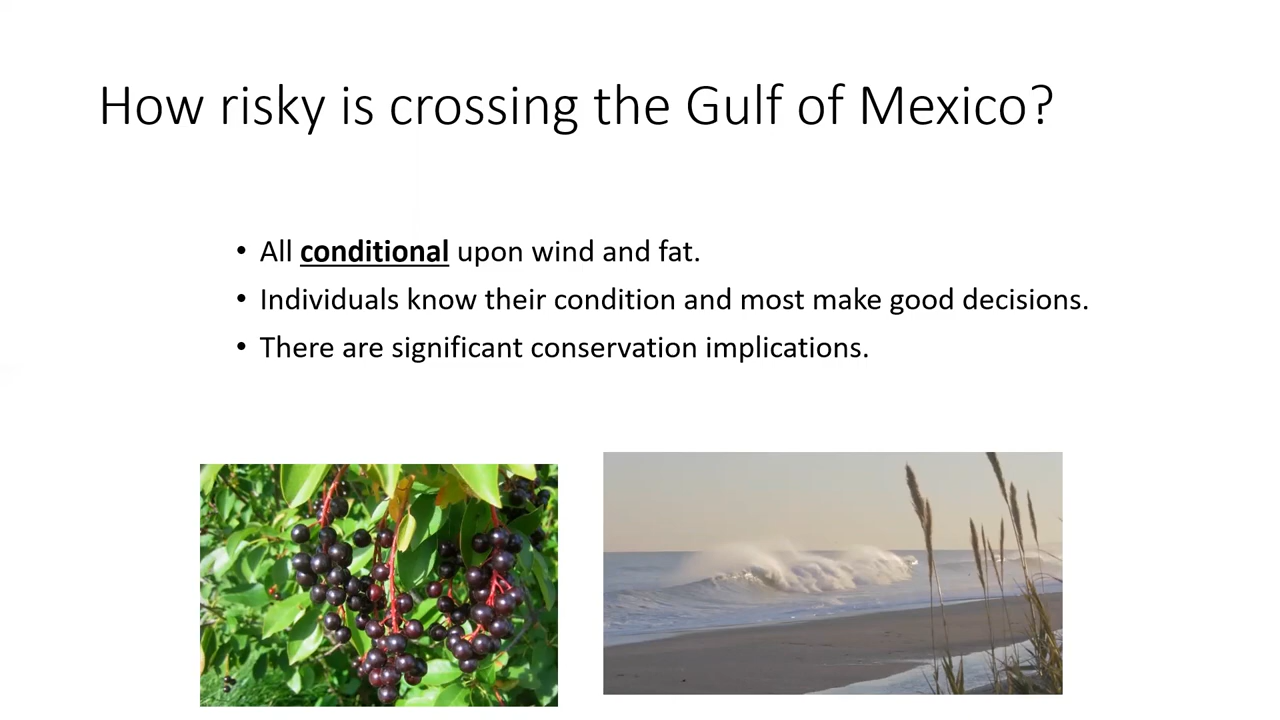 How risky is crossing the Gulf of Mexico?
• All conditional upon wind and fat.
• Individuals know their condition and most make good decisions.
• There are significant conservation implications.